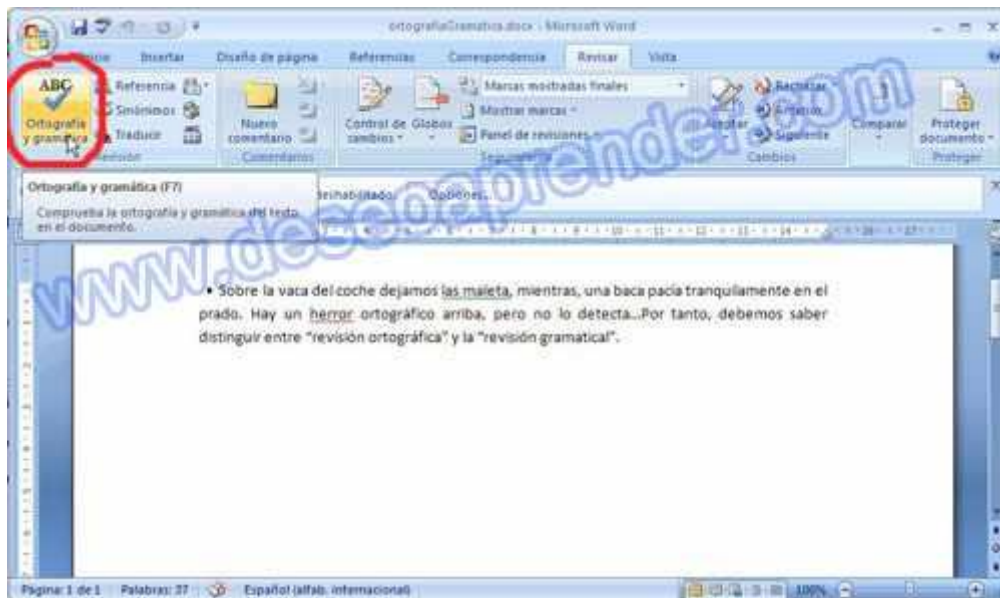 ortografiaGramatica.docx - Microsoft Word
Inicio Insertar Diseño de página Referencias Correspondencia Revisar Vista
ABC
Ortografía y gramática
Referencia
Sinónimos
Traducir
Nuevo comentario
Comentarios
Control de cambios
Globos
Marcas mostradas finales
Mostrar marcas
Panel de revisiones
Seguimiento
Aceptar
Rechazar
Anterior
Siguiente
Cambios
Comparar
Proteger documento
Proteger
Ortografía y gramática (F7)
Comprueba la ortografía y gramática del texto
en el documento.
Opciones...
www.deseoaprender.com
• Sobre la vaca del coche dejamos las maleta, mientras, una baca pacía tranquilamente en el
prado. Hay un herror ortográfico arriba, pero no lo detecta...Por tanto, debemos saber
distinguir entre "revisión ortográfica" y la "revisión gramatical".
Página: 1 de 1 Palabras: 37 Español (alfab. internacional) 100%